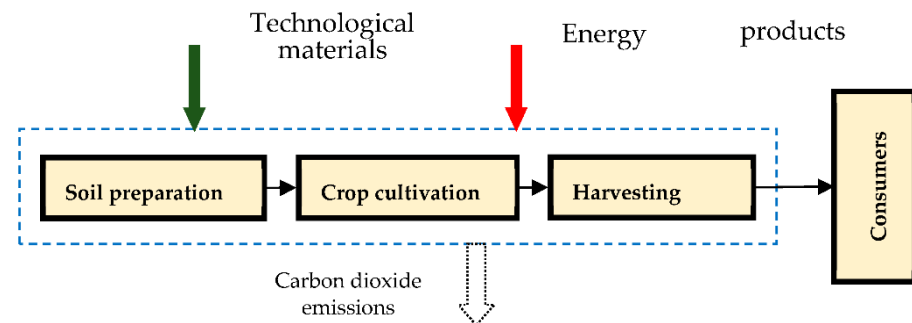 Technological
materials
Energy products
Soil preparation
Crop cultivation
Harvesting
Consumers
Carbon dioxide
emissions